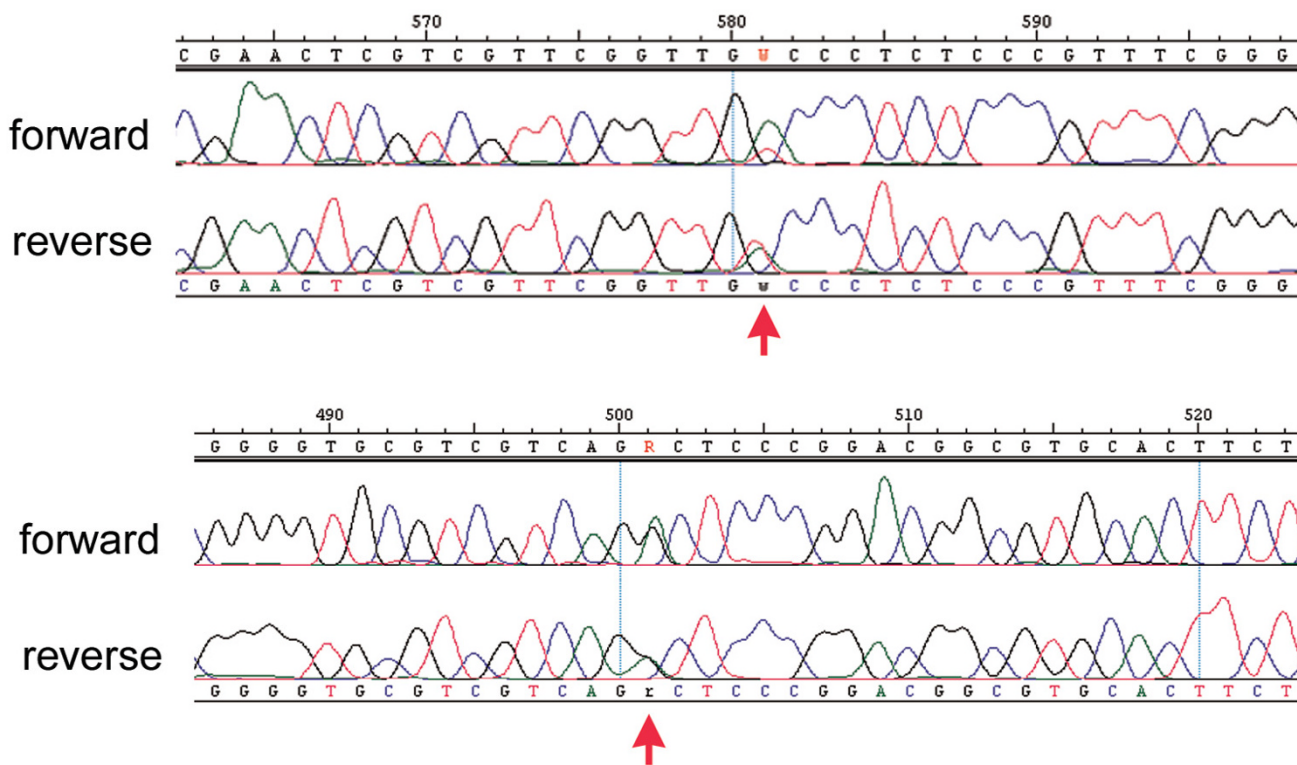 570 580 590
C G A A C T C G T C G T T C G G T T G W C C C T C T C C C G T T T C G G G
forward
reverse
C G A A C T C G T C G T T C G G T T G w C C C T C T C C C G T T T C G G G
490 500 510 520
G G G G T G C G T C G T C A G R C T C C C G G A C G G C G T G C A C T T C T
forward
reverse
G G G G T G C G T C G T C A G r C T C C C G G A C G G C G T G C A C T T C T